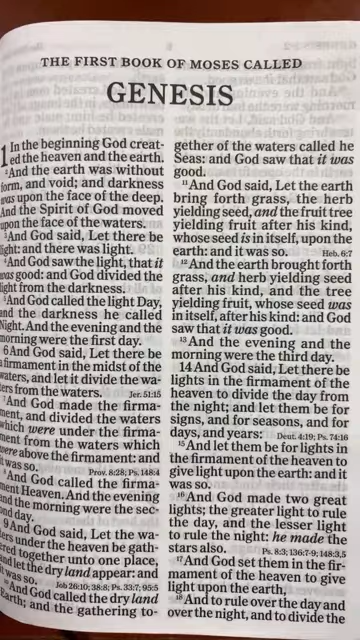 THE FIRST BOOK OF MOSES CALLED
GENESIS
1 In the beginning God creat-
ed the heaven and the earth.
And the earth was without
form, and void; and darkness
was upon the face of the deep.
And the Spirit of God moved
upon the face of the waters.
And God said, Let there be
light: and there was light.
And God saw the light, that it
was good: and God divided the
light from the darkness.
And God called the light Day,
and the darkness he called
Night. And the evening and the
morning were the first day.
6 And God said, Let there be
a firmament in the midst of the
waters, and let it divide the wa-
ters from the waters. Jer. 51:15
7 And God made the firma-
ment, and divided the waters
which were under the firma-
ment from the waters which
were above the firmament: and
it was so. Prov. 8:28; Ps. 148:4
And God called the firma-
ment Heaven. And the evening
and the morning were the sec-
ond day.
9 And God said, Let the wa-
ters under the heaven be gath-
ered together unto one place,
and let the dry land appear: and
it was so. Job 26:10; 38:8; Ps. 33:7; 95:5
And God called the dry land
Earth; and the gathering to-
gether of the waters called he
Seas: and God saw that it was
good.
11 And God said, Let the earth
bring forth grass, the herb
yielding seed, and the fruit tree
yielding fruit after his kind,
whose seed is in itself, upon the
earth: and it was so. Heb. 6:7
12 And the earth brought forth
grass, and herb yielding seed
after his kind, and the tree
yielding fruit, whose seed was
in itself, after his kind: and God
saw that it was good.
13 And the evening and the
morning were the third day.
14 And God said, Let there be
lights in the firmament of the
heaven to divide the day from
the night; and let them be for
signs, and for seasons, and for
days, and years: Deut. 4:19; Ps. 74:16
15 And let them be for lights in
the firmament of the heaven to
give light upon the earth: and it
was so.
16 And God made two great
lights; the greater light to rule
the day, and the lesser light
to rule the night: he made the
stars also. Ps. 8:3; 136:7-9; 148:3,5
17 And God set them in the fir-
mament of the heaven to give
light upon the earth,
18 And to rule over the day and
over the night, and to divide the